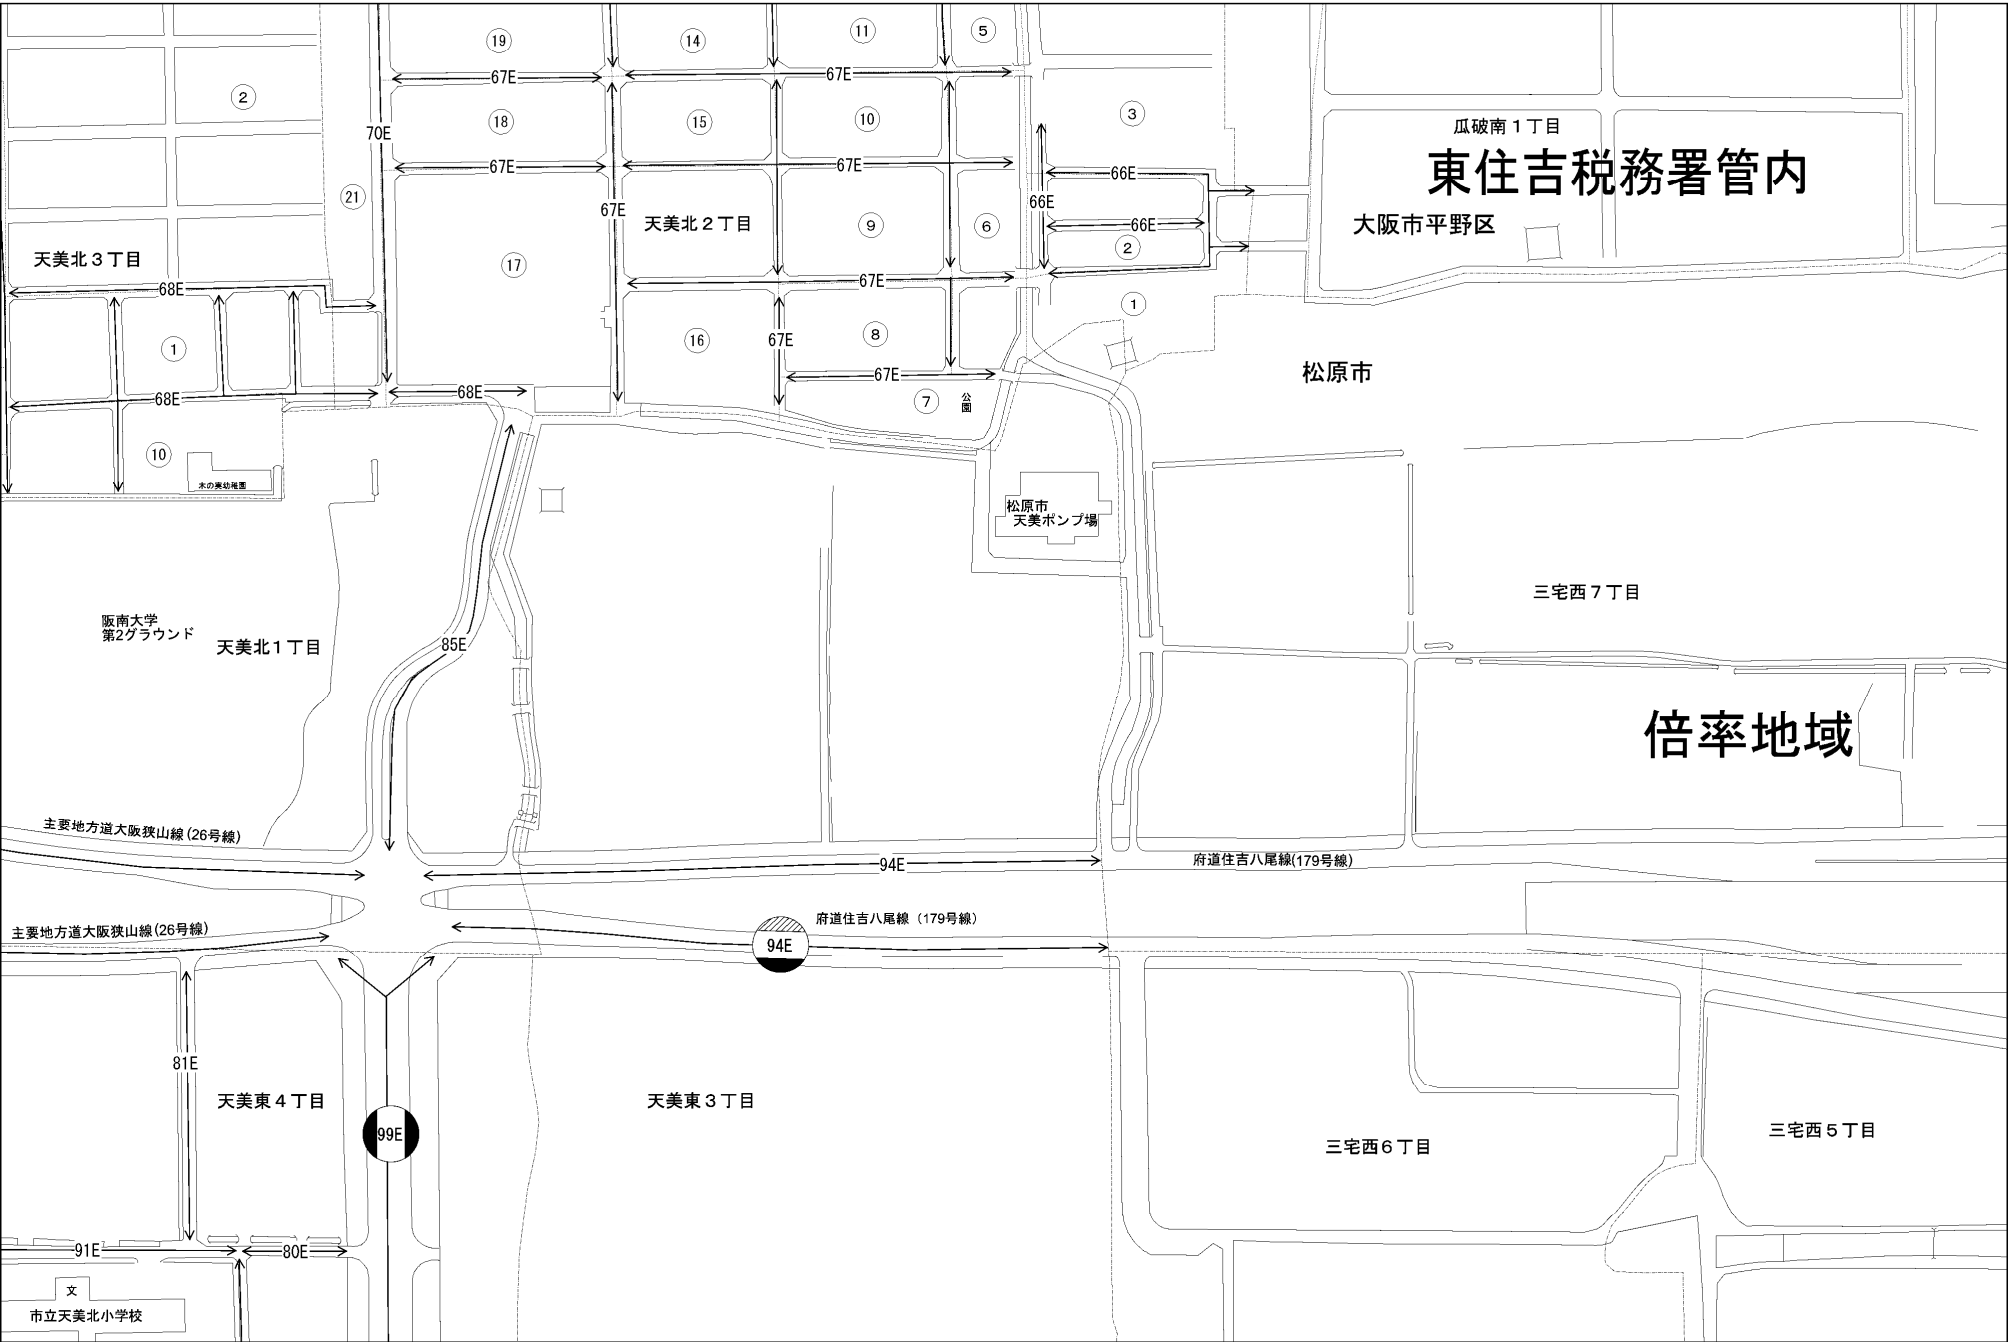 ⑲
⑭
⑪
⑤
67E
67E
②
⑱
⑮
⑩
③
瓜破南1丁目
70E
東住吉税務署管内
67E
67E
66E
㉑
67E
66E
天美北2丁目
⑨
⑥
66E
大阪市平野区
②
天美北3丁目
⑰
67E
68E
①
①
⑯
67E
⑧
松原市
67E
68E
68E
⑦
公園
⑩
木の実幼稚園
松原市
天美ポンプ場
三宅西7丁目
阪南大学
第2グラウンド
天美北1丁目
85E
倍率地域
主要地方道大阪狭山線(26号線)
94E
府道住吉八尾線(179号線)
主要地方道大阪狭山線(26号線)
府道住吉八尾線(179号線)
94E
81E
天美東4丁目
天美東3丁目
99E
三宅西6丁目
三宅西5丁目
91E
80E
文
市立天美北小学校